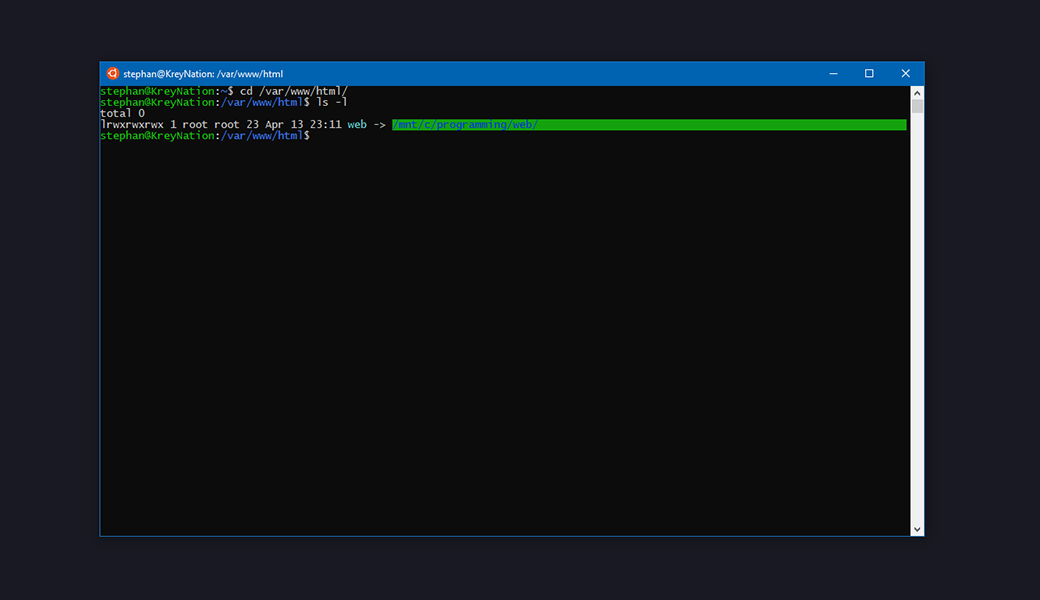 stephan@KreyNation: /var/www/html
stephan@KreyNation:~$ cd /var/www/html/
stephan@KreyNation:/var/www/html$ ls -l
total 0
lrwxrwxrwx 1 root root 23 Apr 13 23:11 web -> /mnt/c/programming/web/
stephan@KreyNation:/var/www/html$